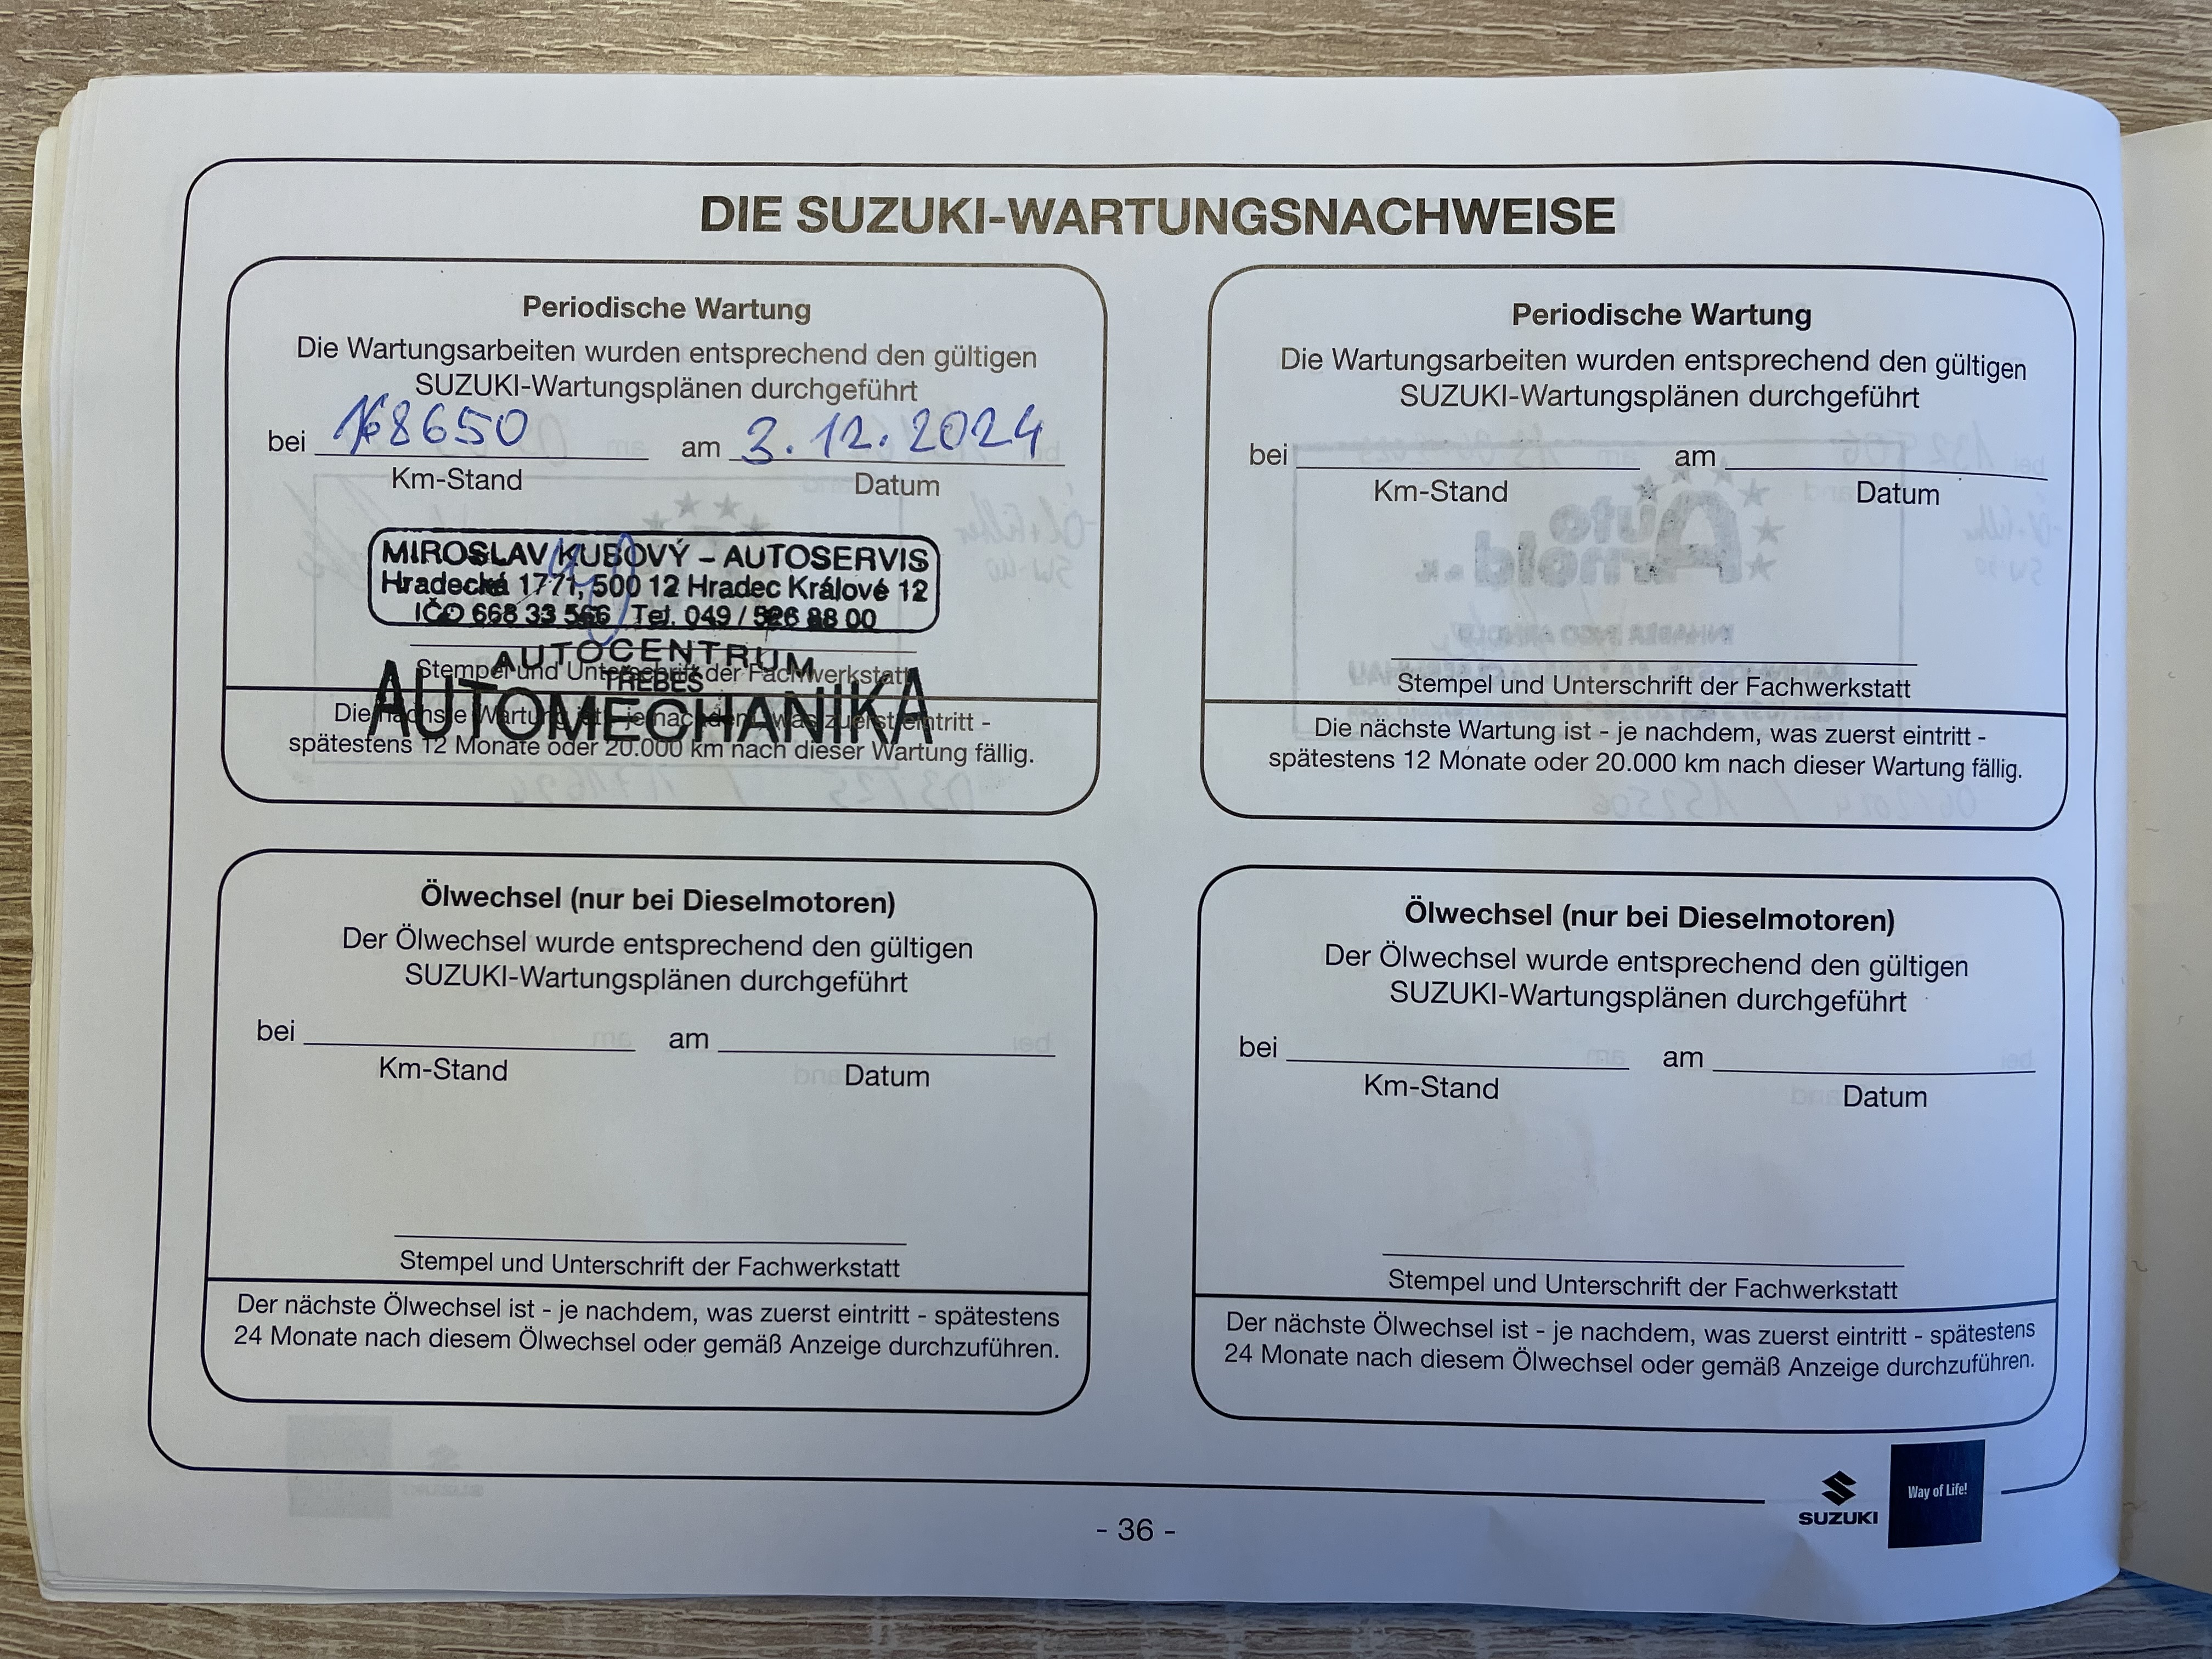 DIE SUZUKI-WARTUNGSNACHWEISE
Periodische Wartung
Die Wartungsarbeiten wurden entsprechend den gültigen
SUZUKI-Wartungsplänen durchgeführt
bei 168650 am 3.12.2024
Km-Stand Datum
MIROSLAV KUBOVÝ – AUTOSERVIS
Hradecká 1771, 500 12 Hradec Králové 12
IČO 668 33 566 Tel. 049 / 526 88 00
AUTOCENTRUM
Stempel und Unterschrift der Fachwerkstatt
TŘEBEŠ
AUTOMECHANIKA
Die nächste Wartung ist - je nachdem, was zuerst eintritt -
spätestens 12 Monate oder 20.000 km nach dieser Wartung fällig.
Periodische Wartung
Die Wartungsarbeiten wurden entsprechend den gültigen
SUZUKI-Wartungsplänen durchgeführt
bei am
Km-Stand Datum
Stempel und Unterschrift der Fachwerkstatt
Die nächste Wartung ist - je nachdem, was zuerst eintritt -
spätestens 12 Monate oder 20.000 km nach dieser Wartung fällig.
Ölwechsel (nur bei Dieselmotoren)
Der Ölwechsel wurde entsprechend den gültigen
SUZUKI-Wartungsplänen durchgeführt
bei am
Km-Stand Datum
Stempel und Unterschrift der Fachwerkstatt
Der nächste Ölwechsel ist - je nachdem, was zuerst eintritt - spätestens
24 Monate nach diesem Ölwechsel oder gemäß Anzeige durchzuführen.
Ölwechsel (nur bei Dieselmotoren)
Der Ölwechsel wurde entsprechend den gültigen
SUZUKI-Wartungsplänen durchgeführt
bei am
Km-Stand Datum
Stempel und Unterschrift der Fachwerkstatt
Der nächste Ölwechsel ist - je nachdem, was zuerst eintritt - spätestens
24 Monate nach diesem Ölwechsel oder gemäß Anzeige durchzuführen.
- 36 -
SUZUKI
Way of Life!